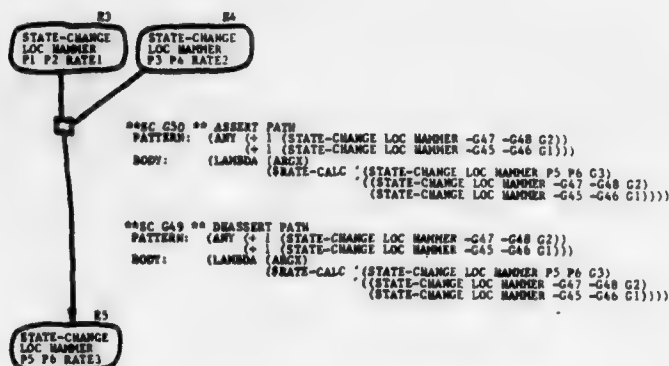 E3
E4
STATE-CHANGE
LOC HAMMER
P1 P2 RATE1
STATE-CHANGE
LOC HAMMER
P3 P4 RATE2
**SC G50 ** ASSERT PATH
PATTERN: (ANY (+ 1 (STATE-CHANGE LOC HAMMER -G47 -G48 G2))
(+ 1 (STATE-CHANGE LOC HAMMER -G45 -G46 G1)))
BODY: (LAMBDA (ARGX)
($RATE-CALC '(STATE-CHANGE LOC HAMMER P5 P6 G3)
'((STATE-CHANGE LOC HAMMER -G47 -G48 G2)
(STATE-CHANGE LOC HAMMER -G45 -G46 G1))))
**SC G49 ** DEASSERT PATH
PATTERN: (ANY (+ 1 (STATE-CHANGE LOC HAMMER -G47 -G48 G2))
(+ 1 (STATE-CHANGE LOC HAMMER -G45 -G46 G1)))
BODY: (LAMBDA (ARGX)
($RATE-CALC '(STATE-CHANGE LOC HAMMER P5 P6 G3)
'((STATE-CHANGE LOC HAMMER -G47 -G48 G2)
(STATE-CHANGE LOC HAMMER -G45 -G46 G1))))
E5
STATE-CHANGE
LOC HAMMER
P5 P6 RATE3